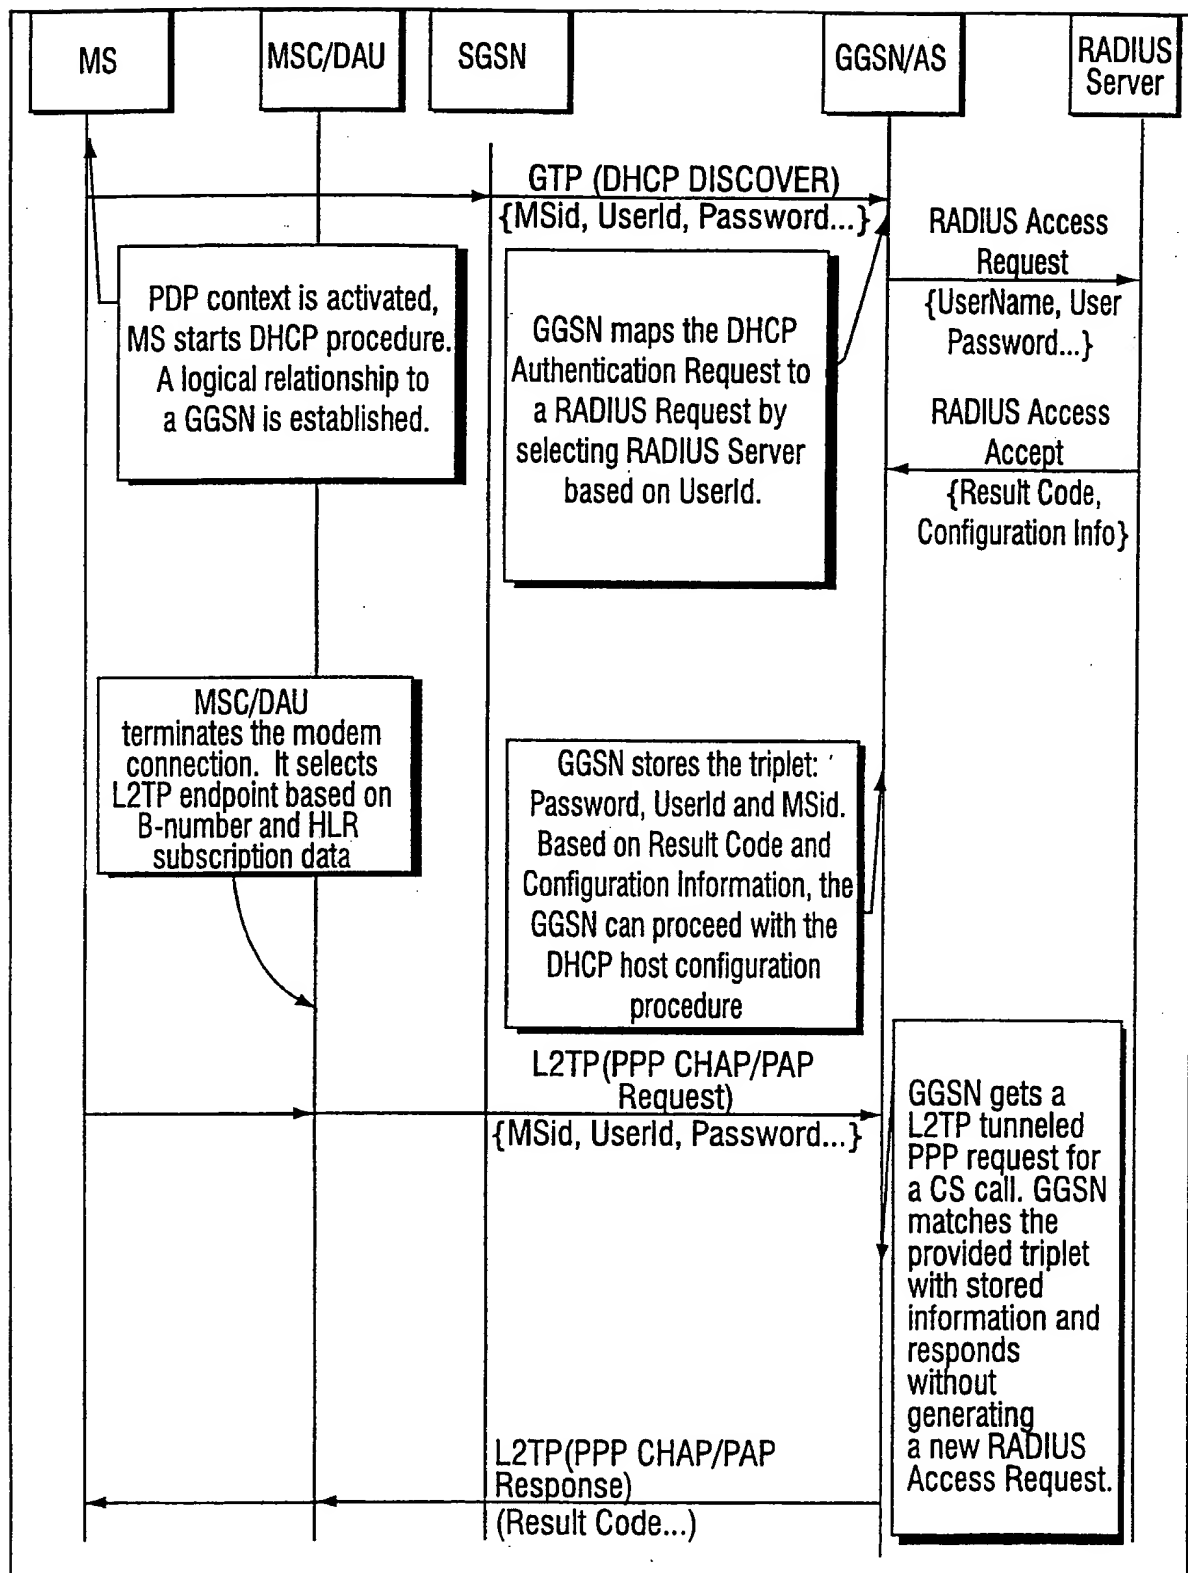 MS
MSC/DAU
SGSN
GGSN/AS
RADIUS
Server
GTP (DHCP DISCOVER)
{MSid, UserId, Password...}
RADIUS Access
Request
{UserName, User
Password...}
PDP context is activated,
MS starts DHCP procedure.
A logical relationship to
a GGSN is established.
GGSN maps the DHCP
Authentication Request to
a RADIUS Request by
selecting RADIUS Server
based on UserId.
RADIUS Access
Accept
{Result Code,
Configuration Info}
MSC/DAU
terminates the modem
connection. It selects
L2TP endpoint based on
B-number and HLR
subscription data
GGSN stores the triplet:
Password, UserId and MSid.
Based on Result Code and
Configuration Information, the
GGSN can proceed with the
DHCP host configuration
procedure
L2TP(PPP CHAP/PAP
Request)
{MSid, UserId, Password...}
GGSN gets a
L2TP tunneled
PPP request for
a CS call. GGSN
matches the
provided triplet
with stored
information and
responds
without
generating
a new RADIUS
Access Request.
L2TP(PPP CHAP/PAP
Response)
(Result Code...)